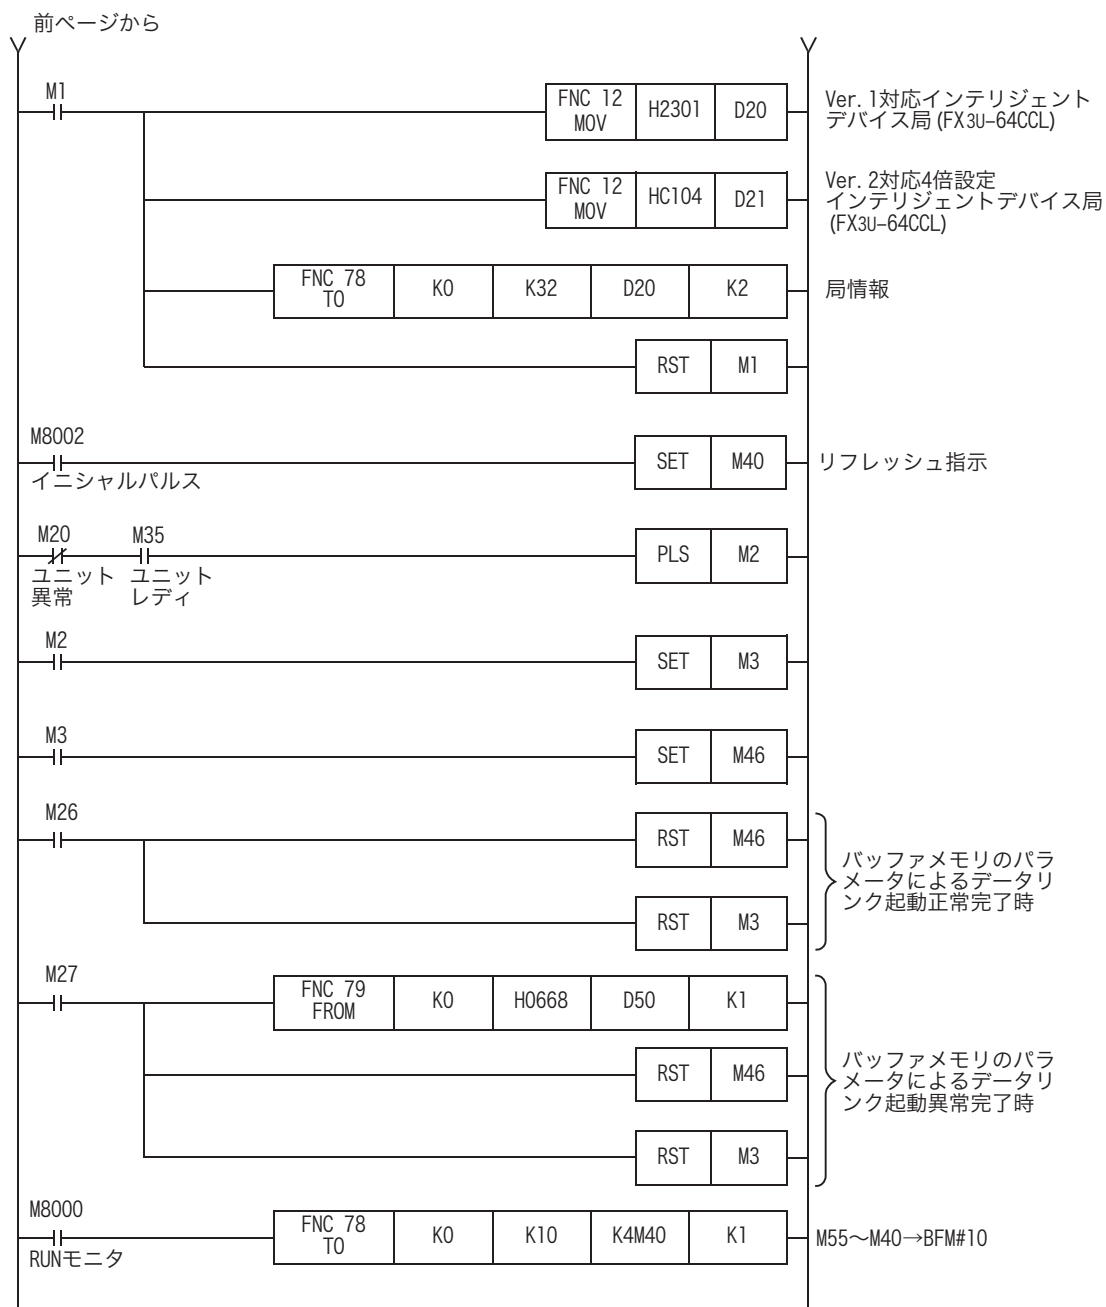 前ページから
M1
FNC 12
MOV
H2301
D20
Ver. 1対応インテリジェント
デバイス局 (FX3U-64CCL)
FNC 12
MOV
HC104
D21
Ver. 2対応4倍設定
インテリジェントデバイス局
(FX3U-64CCL)
FNC 78
TO
K0
K32
D20
K2
局情報
RST
M1
M8002
イニシャルパルス
SET
M40
リフレッシュ指示
M20
ユニット
異常
M35
ユニット
レディ
PLS
M2
M2
SET
M3
M3
SET
M46
M26
RST
M46
RST
M3
バッファメモリのパラ
メータによるデータリ
ンク起動正常完了時
M27
FNC 79
FROM
K0
H0668
D50
K1
RST
M46
RST
M3
バッファメモリのパラ
メータによるデータリ
ンク起動異常完了時
M8000
RUNモニタ
FNC 78
TO
K0
K10
K4M40
K1
M55～M40→BFM#10